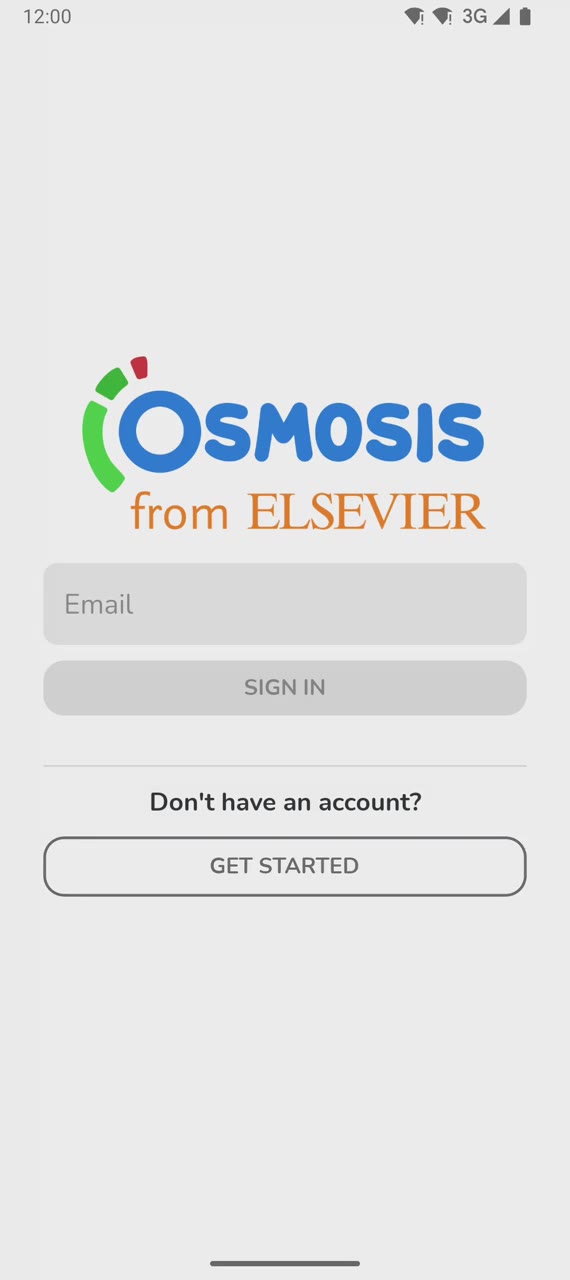 12:00 3G
OSMOSIS
from ELSEVIER
Email
SIGN IN
Don't have an account?
GET STARTED